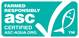 FARMED
RESPONSIBLY
asc
CERTIFIED
ASC-AQUA.ORG